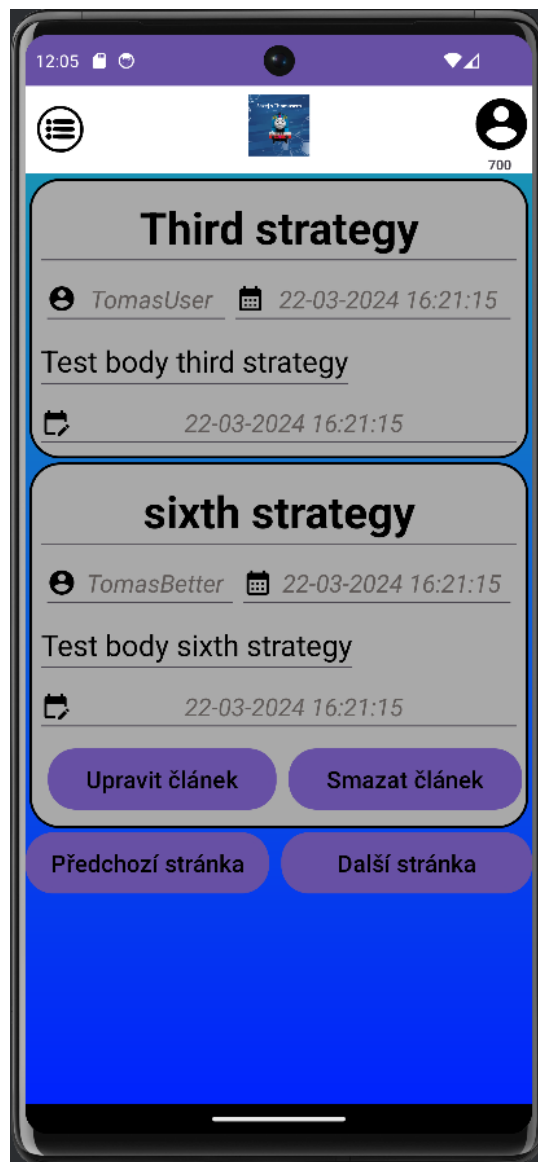 12:05
700
Third strategy
TomasUser 22-03-2024 16:21:15
Test body third strategy
22-03-2024 16:21:15
sixth strategy
TomasBetter 22-03-2024 16:21:15
Test body sixth strategy
22-03-2024 16:21:15
Upravit článek Smazat článek
Předchozí stránka Další stránka